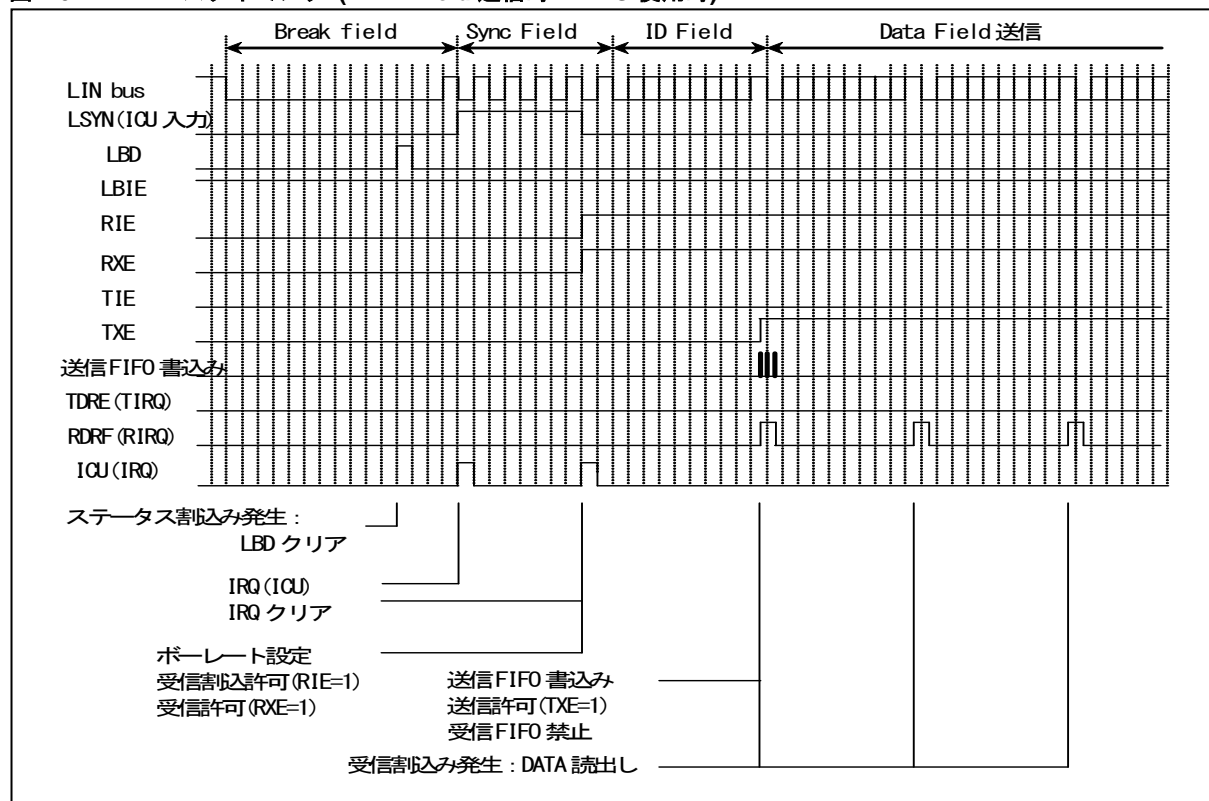 Break field Sync Field ID Field Data Field 送信
LIN bus
LSYN(ICU 入力)
LBD
LBIE
RIE
RXE
TIE
TXE
送信FIFO書込み
TDRE(TIRQ)
RDRF(RIRQ)
ICU(IRQ)
ステータス割込み発生：
LBD クリア
IRQ(ICU)
IRQ クリア
ボーレート設定
受信割込許可(RIE=1)
受信許可(RXE=1)
送信FIFO 書込み
送信許可(TXE=1)
受信FIFO 禁止
受信割込み発生：DATA 読出し